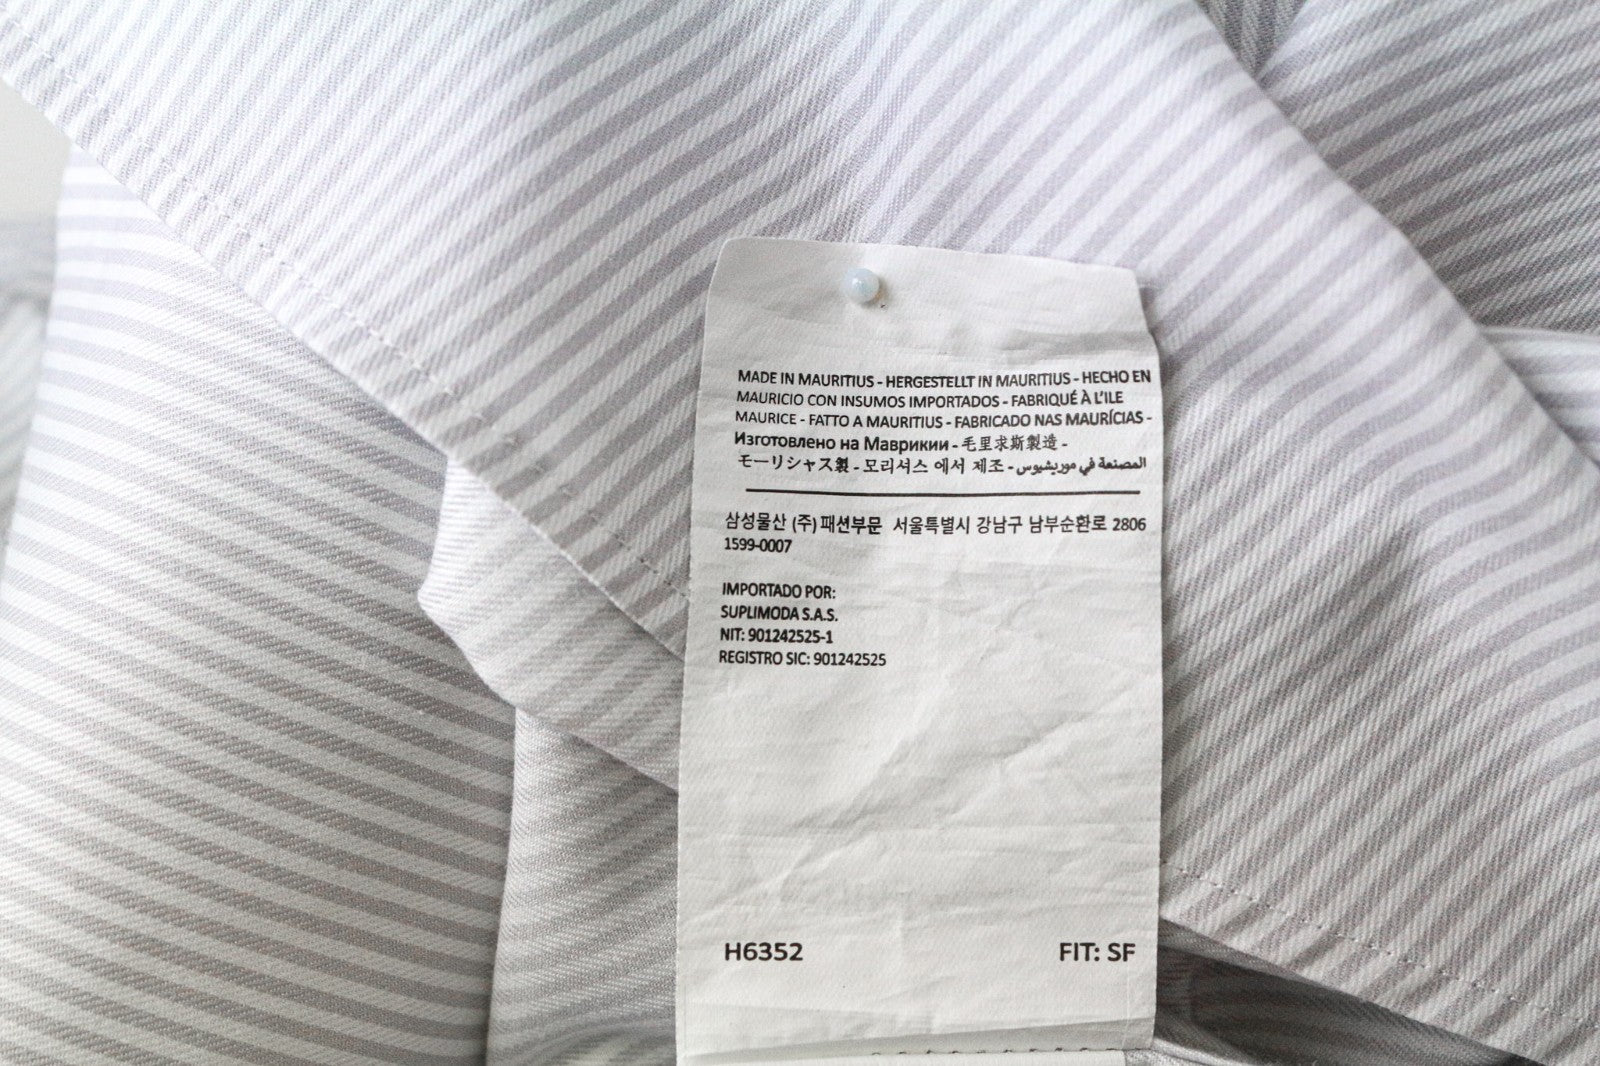 MADE IN MAURITIUS - HERGESTELLT IN MAURITIUS - HECHO EN
MAURICIO CON INSUMOS IMPORTADOS - FABRIQUÉ À L'ILE
MAURICE - FATTO A MAURITIUS - FABRICADO NAS MAURÍCIAS -
Изготовлено на Маврикии - 毛里求斯製造 -
モーリシャス製 - 모리셔스 에서 제조 - المصنعة في موريشيوس
삼성물산 (주) 패션부문 서울특별시 강남구 남부순환로 2806
1599-0007
IMPORTADO POR:
SUPLIMODA S.A.S.
NIT: 901242525-1
REGISTRO SIC: 901242525
H6352 FIT: SF